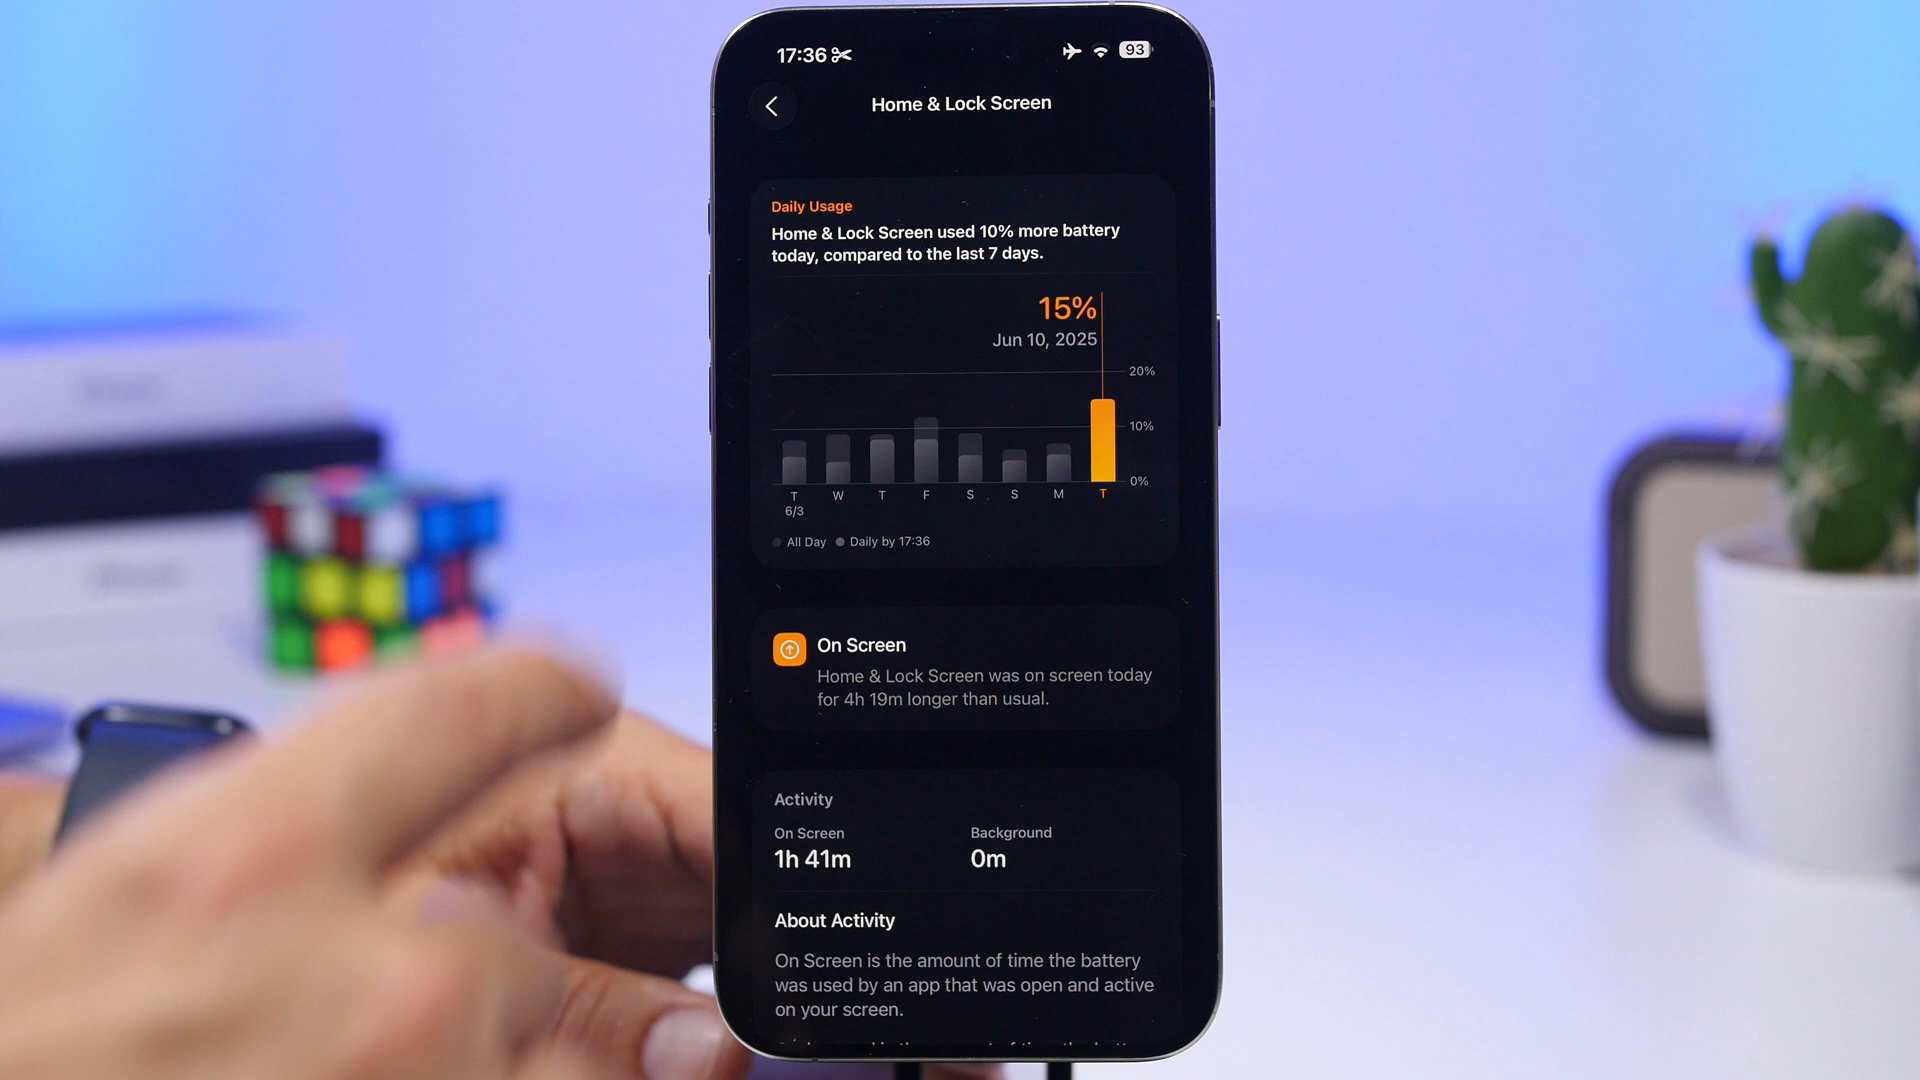 17:36
93
Home & Lock Screen
Daily Usage
Home & Lock Screen used 10% more battery
today, compared to the last 7 days.
15%
Jun 10, 2025
20%
10%
0%
T W T F S S M T
6/3
All Day Daily by 17:36
On Screen
Home & Lock Screen was on screen today
for 4h 19m longer than usual.
Activity
On Screen Background
1h 41m 0m
About Activity
On Screen is the amount of time the battery
was used by an app that was open and active
on your screen.